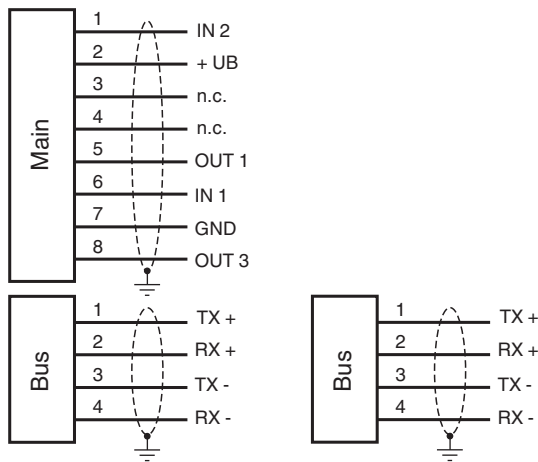 Main
1 IN 2
2 + UB
3 n.c.
4 n.c.
5 OUT 1
6 IN 1
7 GND
8 OUT 3
Bus
1 TX +
2 RX +
3 TX -
4 RX -
Bus
1 TX +
2 RX +
3 TX -
4 RX -